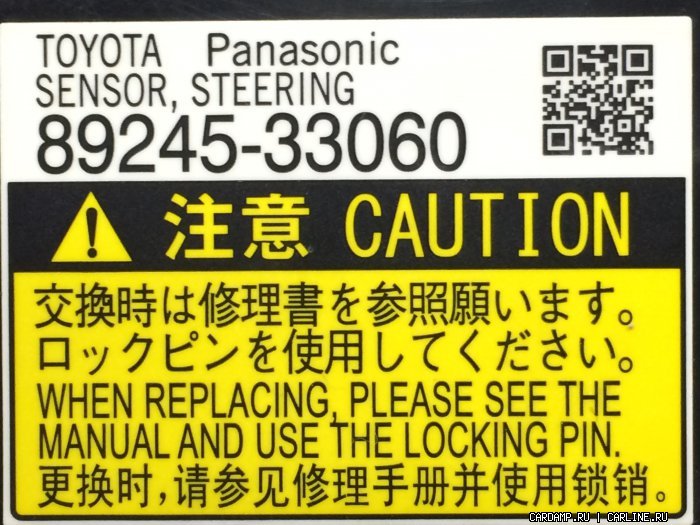 TOYOTA Panasonic
SENSOR, STEERING
89245-33060
注意 CAUTION
交換時は修理書を参照願います。
ロックピンを使用してください。
WHEN REPLACING, PLEASE SEE THE
MANUAL AND USE THE LOCKING PIN.
更换时,请参见修理手册并使用锁销。
CARDAMP.RU | CARLINE.RU